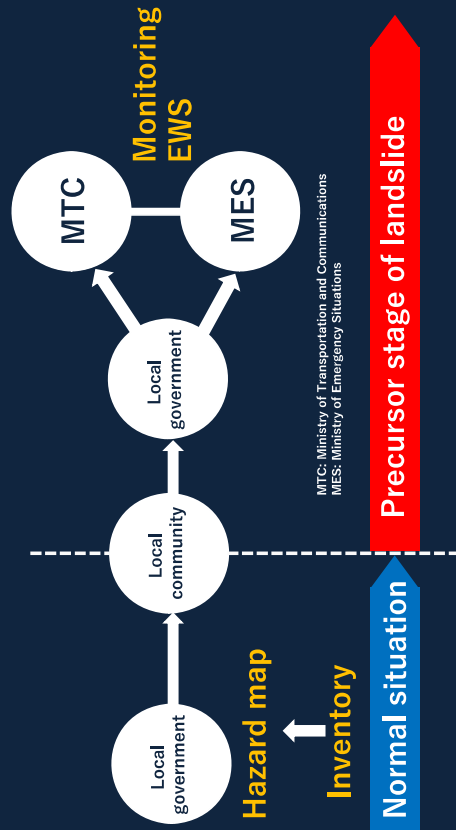 Local
government
Hazard map
Inventory
Normal situation
Local
community
Local
government
MTC
MES
Monitoring
EWS
MTC: Ministry of Transportation and Communications
MES: Ministry of Emergency Situations
Precursor stage of landslide